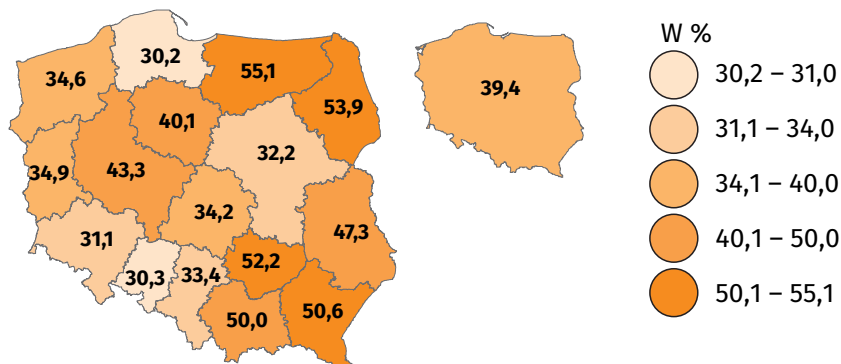 30,2
34,6
55,1
53,9
40,1
32,2
43,3
34,9
34,2
47,3
31,1
52,2
30,3
33,4
50,0
50,6
39,4
W %
30,2 – 31,0
31,1 – 34,0
34,1 – 40,0
40,1 – 50,0
50,1 – 55,1